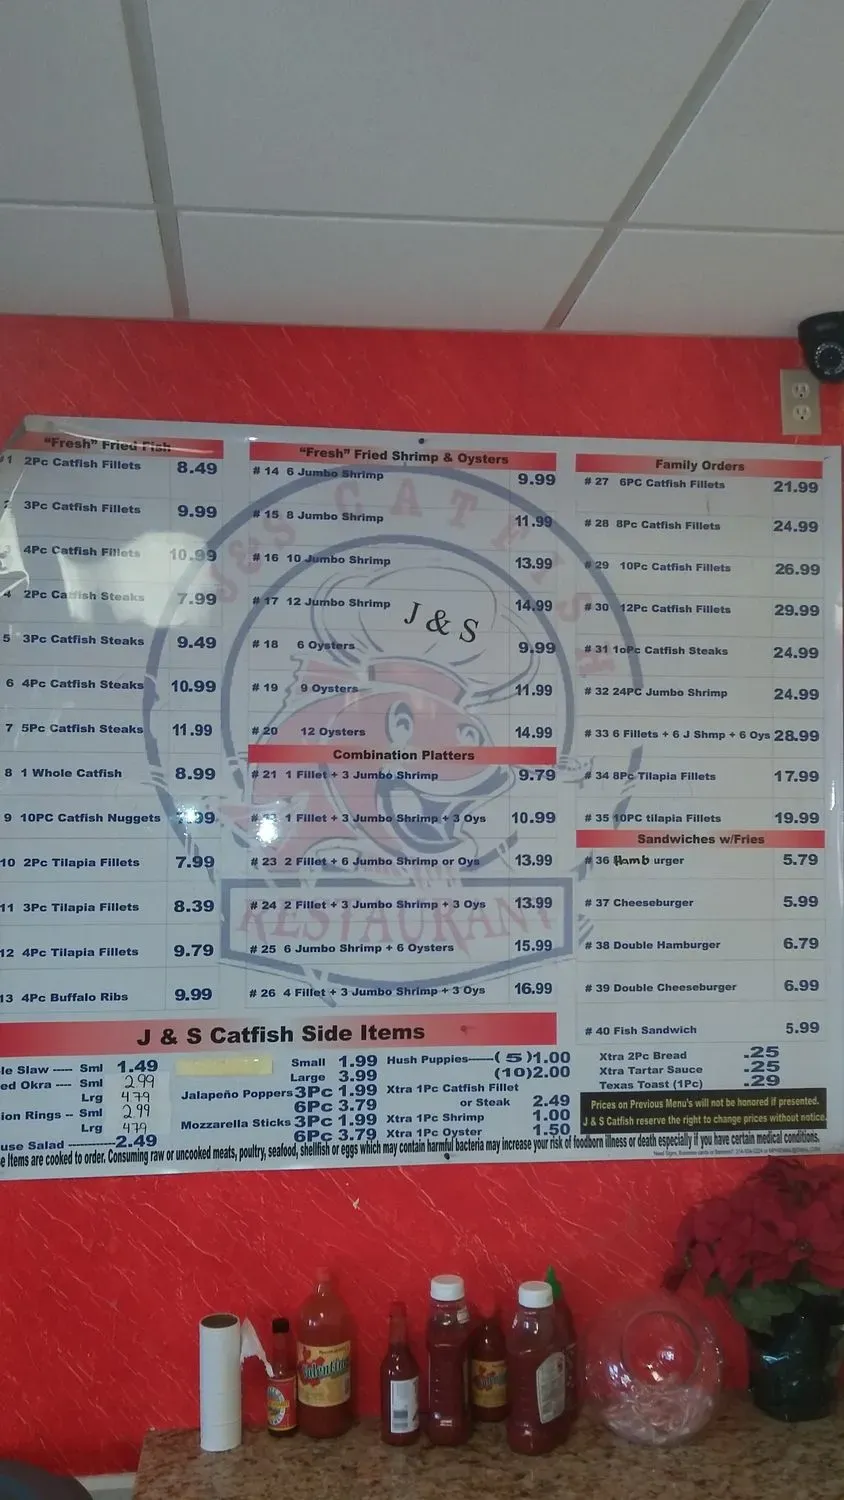 "Fresh" Fried Fish
#1 2Pc Catfish Fillets 8.49
2 3Pc Catfish Fillets 9.99
3 4Pc Catfish Fillets 10.99
4 2Pc Catfish Steaks 7.99
5 3Pc Catfish Steaks 9.49
6 4Pc Catfish Steaks 10.99
7 5Pc Catfish Steaks 11.99
8 1 Whole Catfish 8.99
9 10PC Catfish Nuggets 7.99
10 2Pc Tilapia Fillets 7.99
11 3Pc Tilapia Fillets 8.39
12 4Pc Tilapia Fillets 9.79
13 4Pc Buffalo Ribs 9.99
"Fresh" Fried Shrimp & Oysters
# 14 6 Jumbo Shrimp 9.99
# 15 8 Jumbo Shrimp 11.99
# 16 10 Jumbo Shrimp 13.99
# 17 12 Jumbo Shrimp 14.99
# 18 6 Oysters 9.99
# 19 9 Oysters 11.99
# 20 12 Oysters 14.99
Combination Platters
# 21 1 Fillet + 3 Jumbo Shrimp 9.79
1 Fillet + 3 Jumbo Shrimp + 3 Oys 10.99
# 23 2 Fillet + 6 Jumbo Shrimp or Oys 13.99
# 24 2 Fillet + 3 Jumbo Shrimp + 3 Oys 13.99
# 25 6 Jumbo Shrimp + 6 Oysters 15.99
# 26 4 Fillet + 3 Jumbo Shrimp + 3 Oys 16.99
J&S CATFISH
J & S
RESTAURANT
Family Orders
# 27 6PC Catfish Fillets 21.99
# 28 8Pc Catfish Fillets 24.99
# 29 10Pc Catfish Fillets 26.99
# 30 12Pc Catfish Fillets 29.99
# 31 1oPc Catfish Steaks 24.99
# 32 24PC Jumbo Shrimp 24.99
# 33 6 Fillets + 6 J Shmp + 6 Oys 28.99
# 34 8Pc Tilapia Fillets 17.99
# 35 10PC tilapia Fillets 19.99
Sandwiches w/Fries
# 36 Hamb urger 5.79
# 37 Cheeseburger 5.99
# 38 Double Hamburger 6.79
# 39 Double Cheeseburger 6.99
# 40 Fish Sandwich 5.99
J & S Catfish Side Items
le Slaw ----- Sml 1.49
ed Okra ---- Sml 299
Lrg 479
ion Rings -- Sml 299
Lrg 479
use Salad ----------2.49
Small 1.99
Large 3.99
Jalapeño Poppers 3Pc 1.99
6Pc 3.79
Mozzarella Sticks 3Pc 1.99
6Pc 3.79
Hush Puppies-----( 5 )1.00
(10)2.00
Xtra 1Pc Catfish Fillet
or Steak 2.49
Xtra 1Pc Shrimp 1.00
Xtra 1Pc Oyster 1.50
Xtra 2Pc Bread .25
Xtra Tartar Sauce .25
Texas Toast (1Pc) .29
Prices on Previous Menu's will not be honored if presented.
J & S Catfish reserve the right to change prices without notice.
e Items are cooked to order. Consuming raw or uncooked meats, poultry, seafood, shellfish or eggs which may contain harmful bacteria may increase your risk of foodborn illness or death especially if you have certain medical conditions.
Valentina